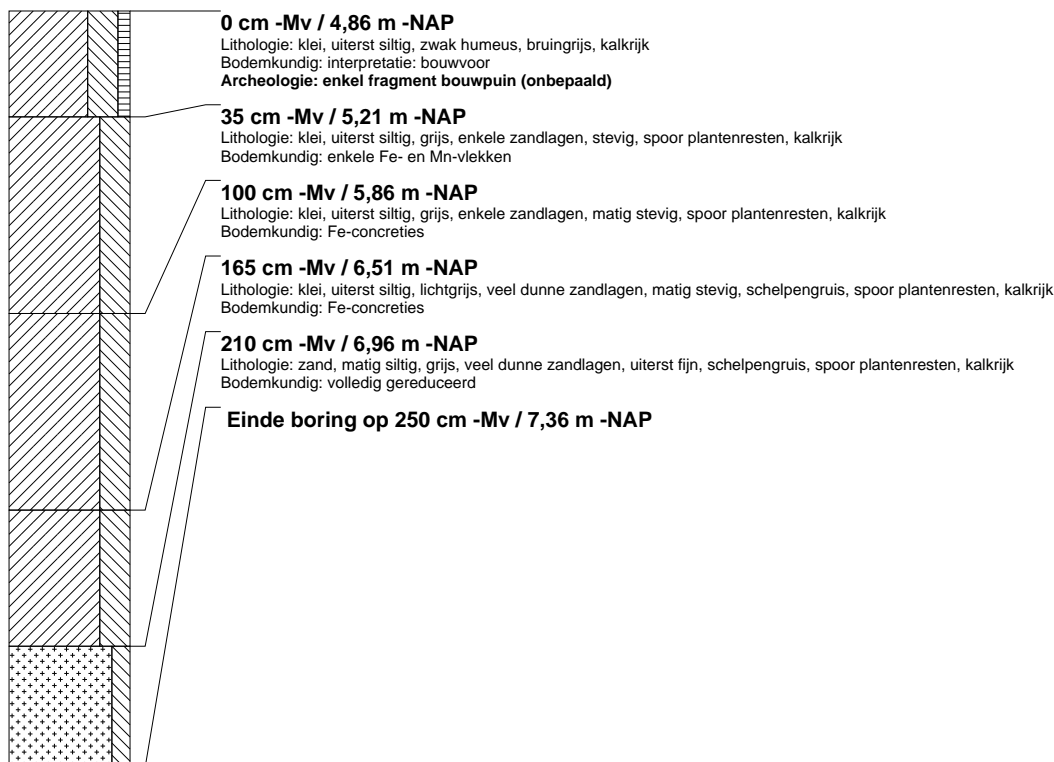 0 cm -Mv / 4,86 m -NAP
Lithologie: klei, uiterst siltig, zwak humeus, bruingrijs, kalkrijk
Bodemkundig: interpretatie: bouwvoor
Archeologie: enkel fragment bouwpuin (onbepaald)
35 cm -Mv / 5,21 m -NAP
Lithologie: klei, uiterst siltig, grijs, enkele zandlagen, stevig, spoor plantenresten, kalkrijk
Bodemkundig: enkele Fe- en Mn-vlekken
100 cm -Mv / 5,86 m -NAP
Lithologie: klei, uiterst siltig, grijs, enkele zandlagen, matig stevig, spoor plantenresten, kalkrijk
Bodemkundig: Fe-concreties
165 cm -Mv / 6,51 m -NAP
Lithologie: klei, uiterst siltig, lichtgrijs, veel dunne zandlagen, matig stevig, schelpengruis, spoor plantenresten, kalkrijk
Bodemkundig: Fe-concreties
210 cm -Mv / 6,96 m -NAP
Lithologie: zand, matig siltig, grijs, veel dunne zandlagen, uiterst fijn, schelpengruis, spoor plantenresten, kalkrijk
Bodemkundig: volledig gereduceerd
Einde boring op 250 cm -Mv / 7,36 m -NAP